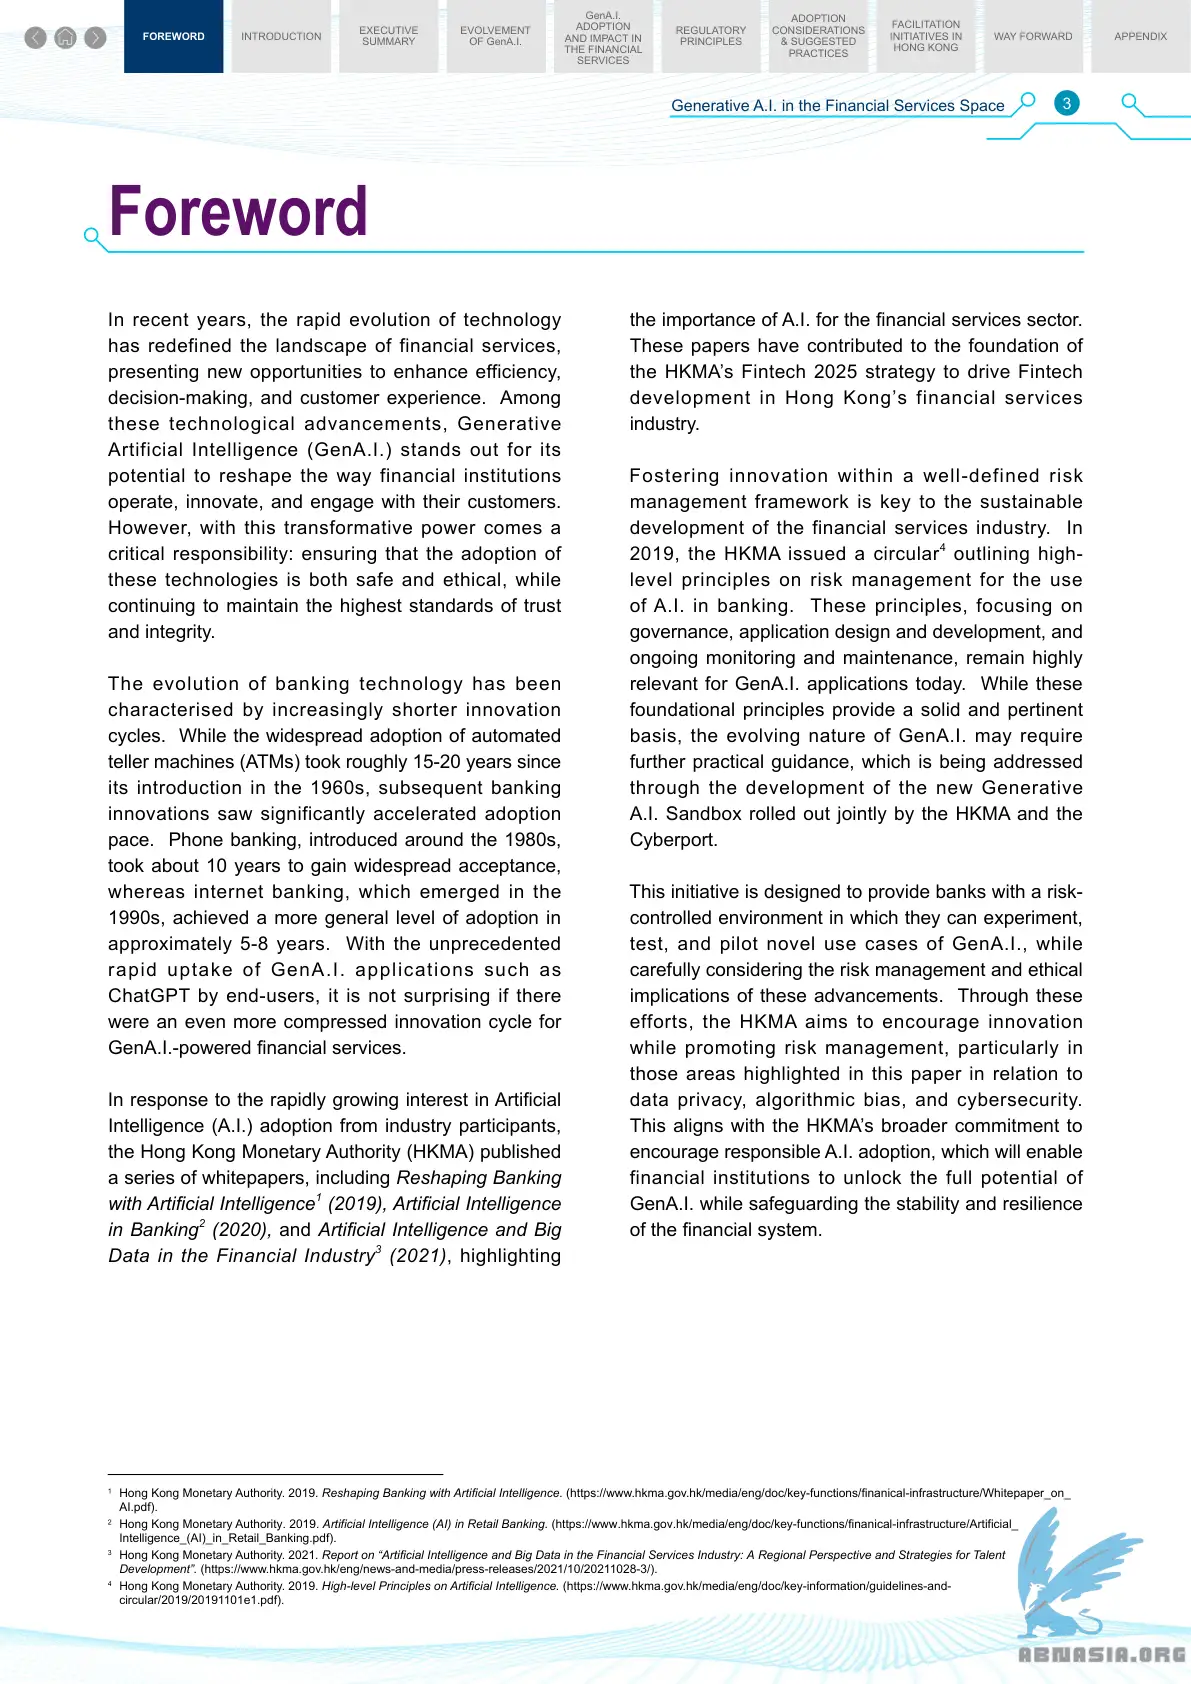 FOREWORD
INTRODUCTION
EXECUTIVE
SUMMARY
EVOLVEMENT
OF GenA.I.
GenA.I.
ADOPTION
AND IMPACT IN
THE FINANCIAL
SERVICES
REGULATORY
PRINCIPLES
ADOPTION
CONSIDERATIONS
& SUGGESTED
PRACTICES
FACILITATION
INITIATIVES IN
HONG KONG
WAY FORWARD
APPENDIX
Generative A.I. in the Financial Services Space
3
Foreword
In recent years, the rapid evolution of technology
has redefined the landscape of financial services,
presenting new opportunities to enhance efficiency,
decision-making, and customer experience. Among
these technological advancements, Generative
Artificial Intelligence (GenA.I.) stands out for its
potential to reshape the way financial institutions
operate, innovate, and engage with their customers.
However, with this transformative power comes a
critical responsibility: ensuring that the adoption of
these technologies is both safe and ethical, while
continuing to maintain the highest standards of trust
and integrity.
The evolution of banking technology has been
characterised by increasingly shorter innovation
cycles. While the widespread adoption of automated
teller machines (ATMs) took roughly 15-20 years since
its introduction in the 1960s, subsequent banking
innovations saw significantly accelerated adoption
pace. Phone banking, introduced around the 1980s,
took about 10 years to gain widespread acceptance,
whereas internet banking, which emerged in the
1990s, achieved a more general level of adoption in
approximately 5-8 years. With the unprecedented
rapid uptake of GenA.I. applications such as
ChatGPT by end-users, it is not surprising if there
were an even more compressed innovation cycle for
GenA.I.-powered financial services.
In response to the rapidly growing interest in Artificial
Intelligence (A.I.) adoption from industry participants,
the Hong Kong Monetary Authority (HKMA) published
a series of whitepapers, including Reshaping Banking
with Artificial Intelligence1 (2019), Artificial Intelligence
in Banking2 (2020), and Artificial Intelligence and Big
Data in the Financial Industry3 (2021), highlighting
the importance of A.I. for the financial services sector.
These papers have contributed to the foundation of
the HKMA’s Fintech 2025 strategy to drive Fintech
development in Hong Kong’s financial services
industry.
Fostering innovation within a well-defined risk
management framework is key to the sustainable
development of the financial services industry. In
2019, the HKMA issued a circular4 outlining high-
level principles on risk management for the use
of A.I. in banking. These principles, focusing on
governance, application design and development, and
ongoing monitoring and maintenance, remain highly
relevant for GenA.I. applications today. While these
foundational principles provide a solid and pertinent
basis, the evolving nature of GenA.I. may require
further practical guidance, which is being addressed
through the development of the new Generative
A.I. Sandbox rolled out jointly by the HKMA and the
Cyberport.
This initiative is designed to provide banks with a risk-
controlled environment in which they can experiment,
test, and pilot novel use cases of GenA.I., while
carefully considering the risk management and ethical
implications of these advancements. Through these
efforts, the HKMA aims to encourage innovation
while promoting risk management, particularly in
those areas highlighted in this paper in relation to
data privacy, algorithmic bias, and cybersecurity.
This aligns with the HKMA’s broader commitment to
encourage responsible A.I. adoption, which will enable
financial institutions to unlock the full potential of
GenA.I. while safeguarding the stability and resilience
of the financial system.
1 Hong Kong Monetary Authority. 2019. Reshaping Banking with Artificial Intelligence. (https://www.hkma.gov.hk/media/eng/doc/key-functions/finanical-infrastructure/Whitepaper_on_
AI.pdf).
2 Hong Kong Monetary Authority. 2019. Artificial Intelligence (AI) in Retail Banking. (https://www.hkma.gov.hk/media/eng/doc/key-functions/finanical-infrastructure/Artificial_
Intelligence_(AI)_in_Retail_Banking.pdf).
3 Hong Kong Monetary Authority. 2021. Report on “Artificial Intelligence and Big Data in the Financial Services Industry: A Regional Perspective and Strategies for Talent
Development”. (https://www.hkma.gov.hk/eng/news-and-media/press-releases/2021/10/20211028-3/).
4 Hong Kong Monetary Authority. 2019. High-level Principles on Artificial Intelligence. (https://www.hkma.gov.hk/media/eng/doc/key-information/guidelines-and-
circular/2019/20191101e1.pdf).
ABNASIA.ORG